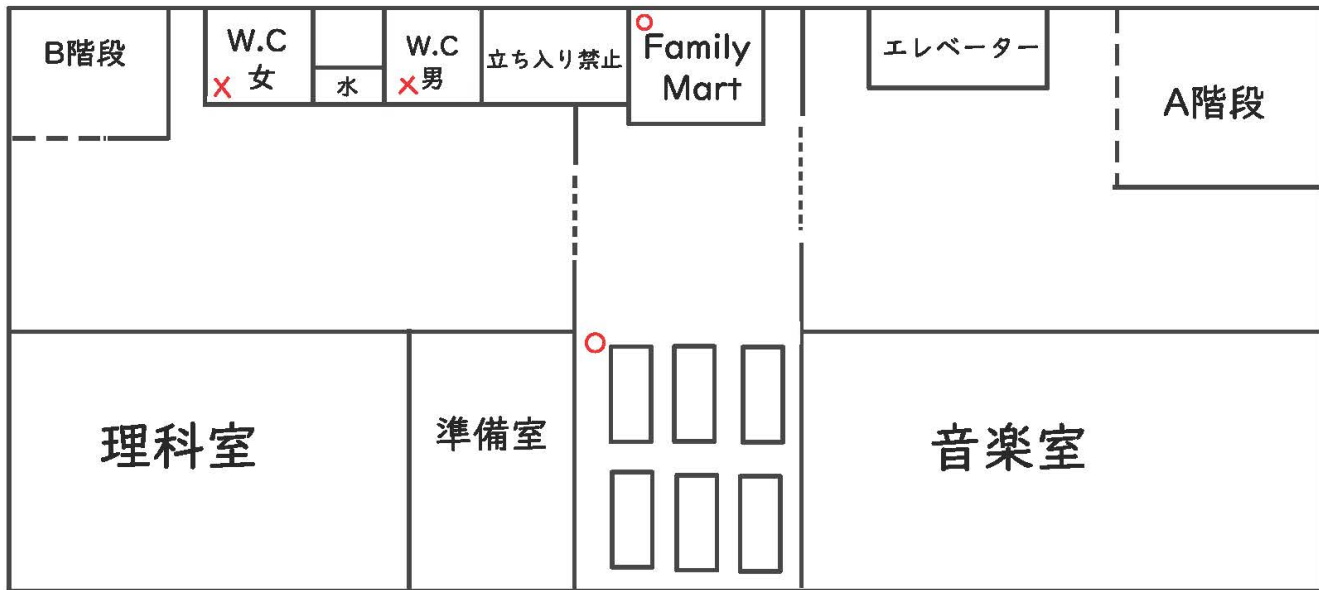 B階段
W.C
女
水
W.C
男
立ち入り禁止
Family
Mart
エレベーター
A階段
理科室
準備室
音楽室